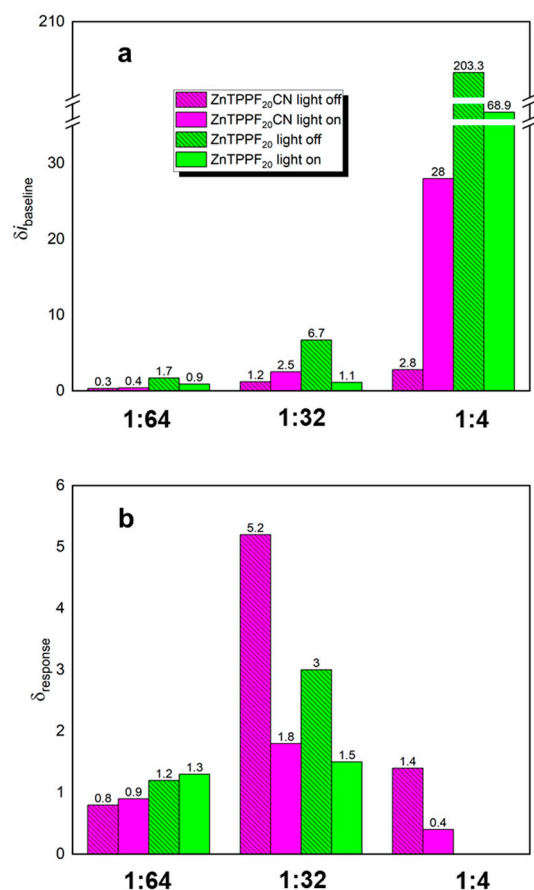 210
a
203.3
ZnTPPF₂₀CN light off
ZnTPPF₂₀CN light on
ZnTPPF₂₀ light off
ZnTPPF₂₀ light on
68.9
30
28
δi baseline
20
10
6.7
0
0.3 0.4 1.7 0.9 1.2 2.5 1.1 2.8
1:64 1:32 1:4
6
b
5.2
5
4
δ response
3
3
2
1.8
1.5
1.4
1.2 1.3
1
0.8 0.9
0.4
0
1:64 1:32 1:4